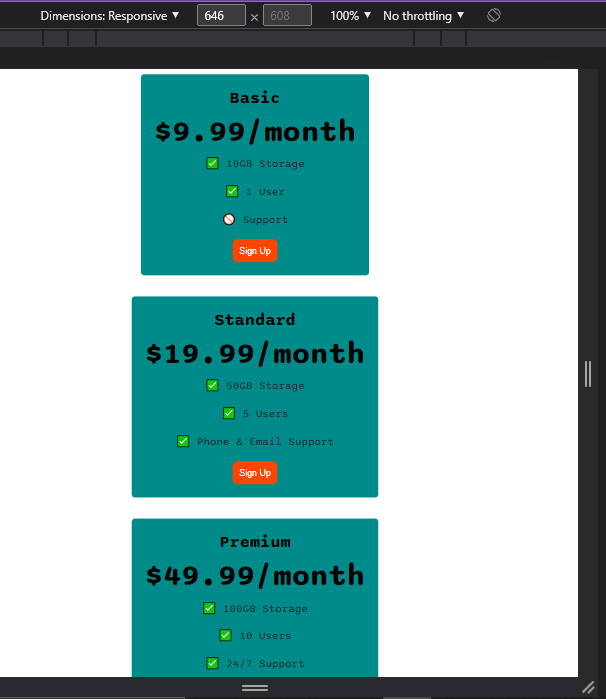 Dimensions: Responsive ▼ 646 × 608 100% ▼ No throttling ▼
Basic
$9.99/month
✅ 10GB Storage
✅ 1 User
🚫 Support
Sign Up
Standard
$19.99/month
✅ 50GB Storage
✅ 5 Users
✅ Phone & Email Support
Sign Up
Premium
$49.99/month
✅ 100GB Storage
✅ 10 Users
✅ 24/7 Support